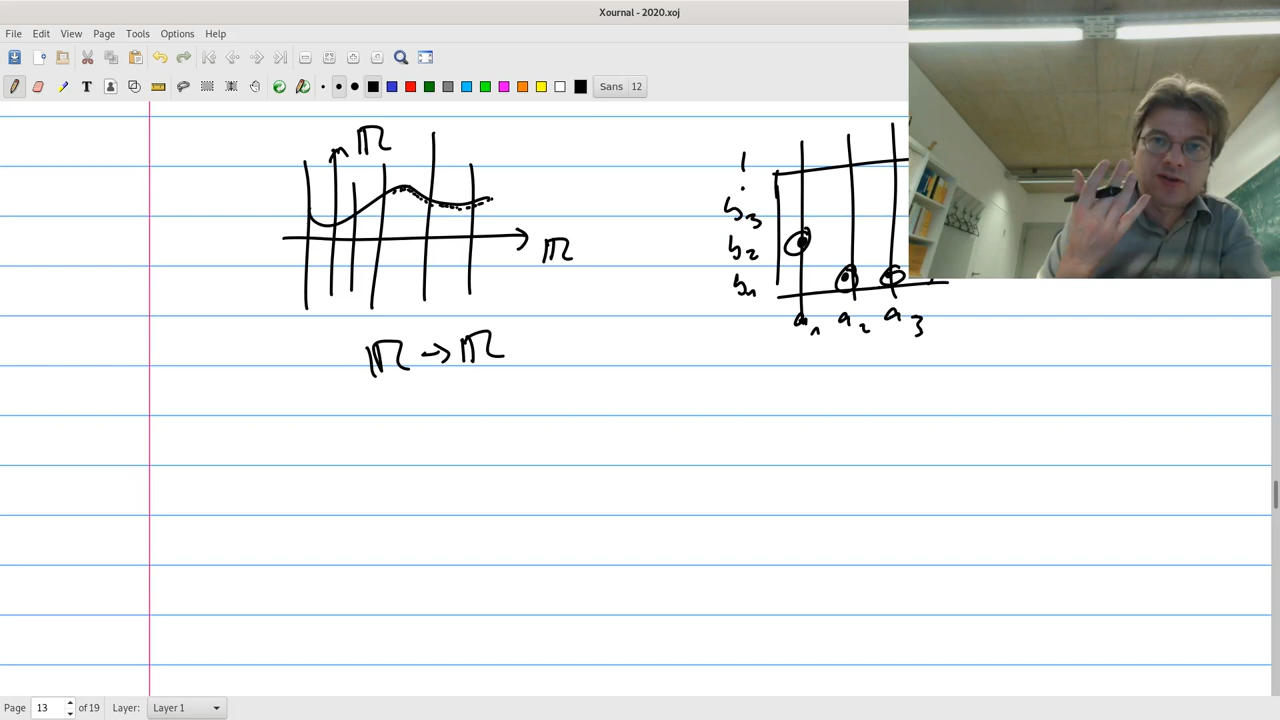 Xournal - 2020.xoj
File Edit View Page Tools Options Help
Sans 12
ℝ
ℝ
ℝ → ℝ
b3
b2
b1
a1 a2 a3
Page 13 of 19 Layer: Layer 1